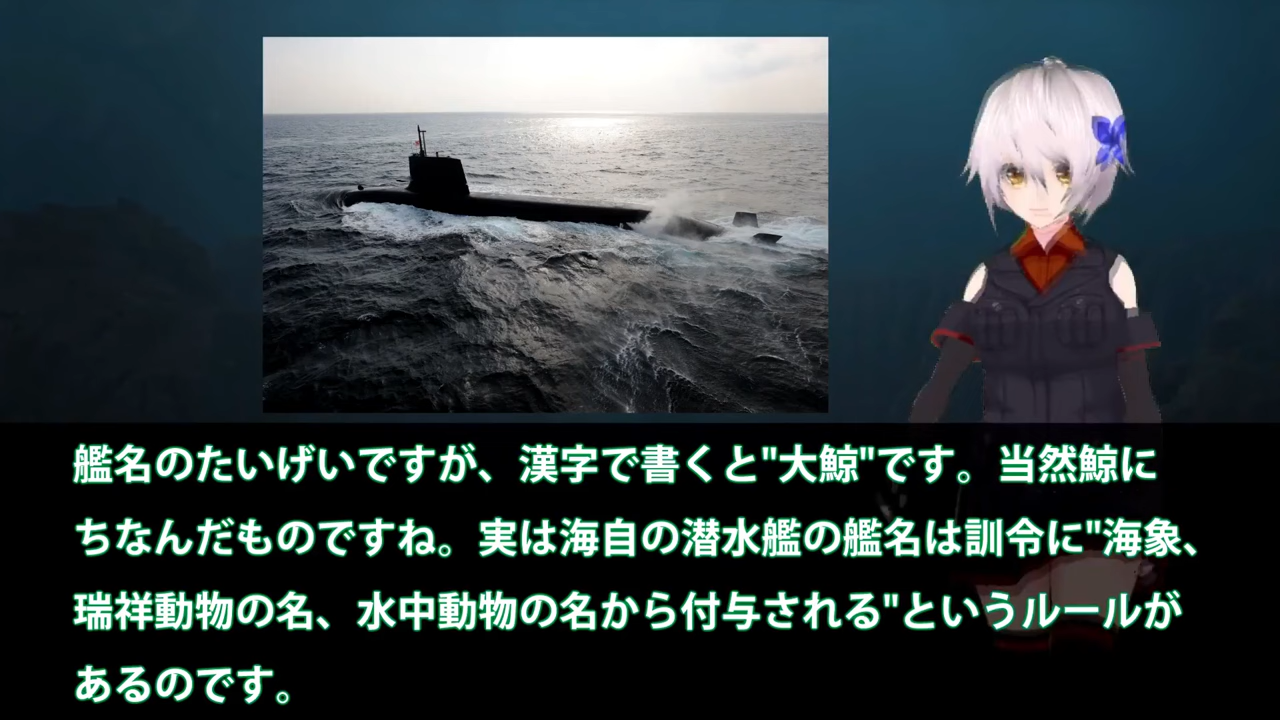 艦名のたいげいですが、漢字で書くと"大鯨"です。当然鯨に
ちなんだものですね。実は海自の潜水艦の艦名は訓令に"海象、
瑞祥動物の名、水中動物の名から付与される"というルールが
あるのです。